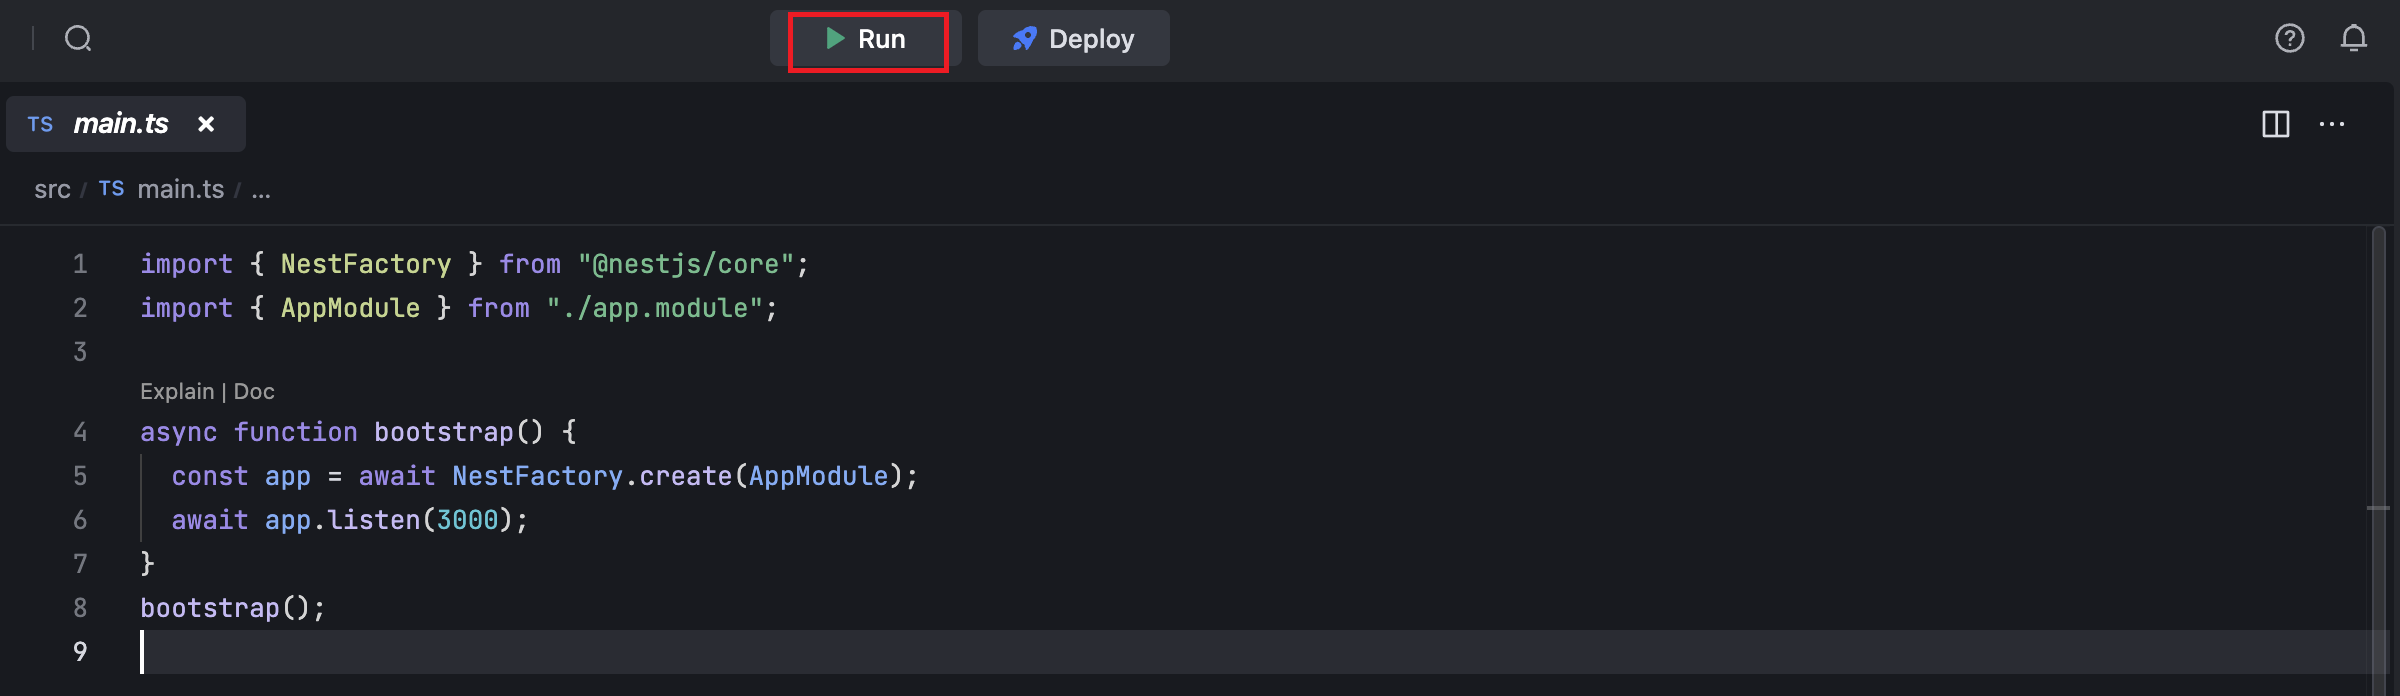 Run Deploy
TS main.ts
src / TS main.ts / ...
1 import { NestFactory } from "@nestjs/core";
2 import { AppModule } from "./app.module";
3
Explain | Doc
4 async function bootstrap() {
5   const app = await NestFactory.create(AppModule);
6   await app.listen(3000);
7 }
8 bootstrap();
9